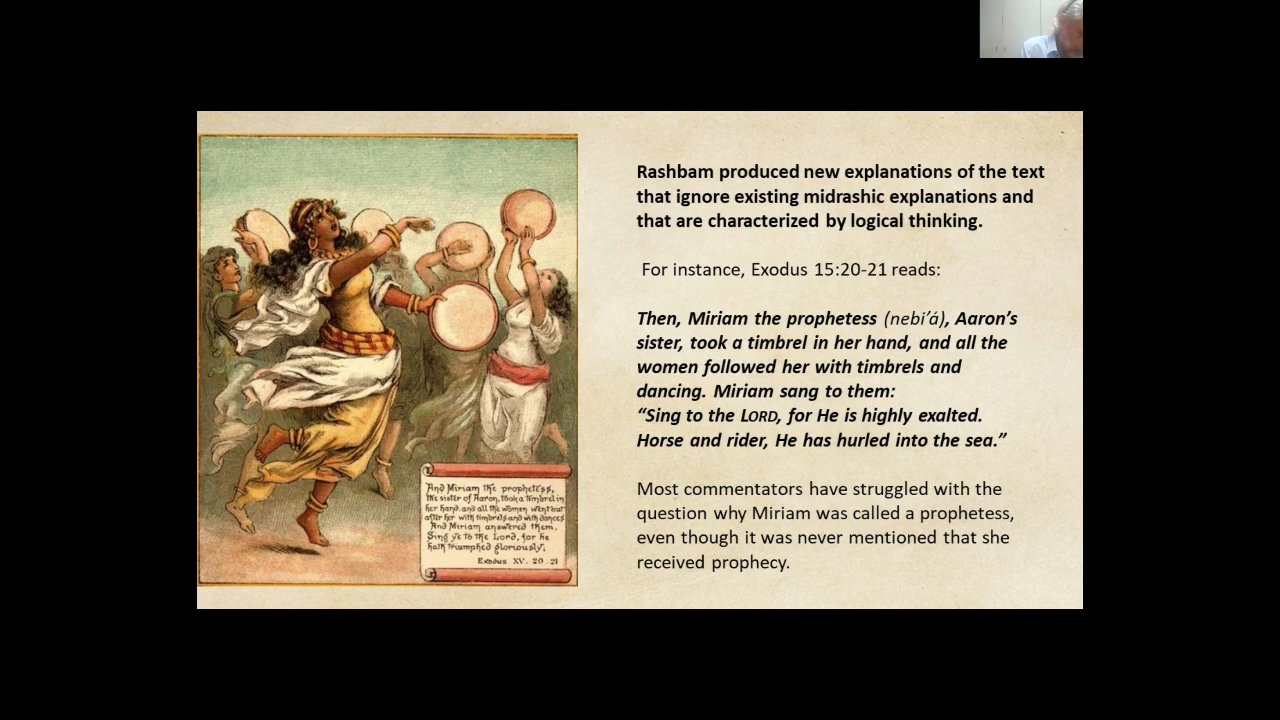 Rashbam produced new explanations of the text
that ignore existing midrashic explanations and
that are characterized by logical thinking.
For instance, Exodus 15:20-21 reads:
Then, Miriam the prophetess (nebi’á), Aaron’s
sister, took a timbrel in her hand, and all the
women followed her with timbrels and
dancing. Miriam sang to them:
“Sing to the LORD, for He is highly exalted.
Horse and rider, He has hurled into the sea.”
Most commentators have struggled with the
question why Miriam was called a prophetess,
even though it was never mentioned that she
received prophecy.
And Miriam the prophetess,
the sister of Aaron, took a timbrel in
her hand, and all the women went out
after her with timbrels and with dances
And Miriam answered them,
Sing ye to the Lord, for he
hath triumphed gloriously;
Exodus XV. 20. 21